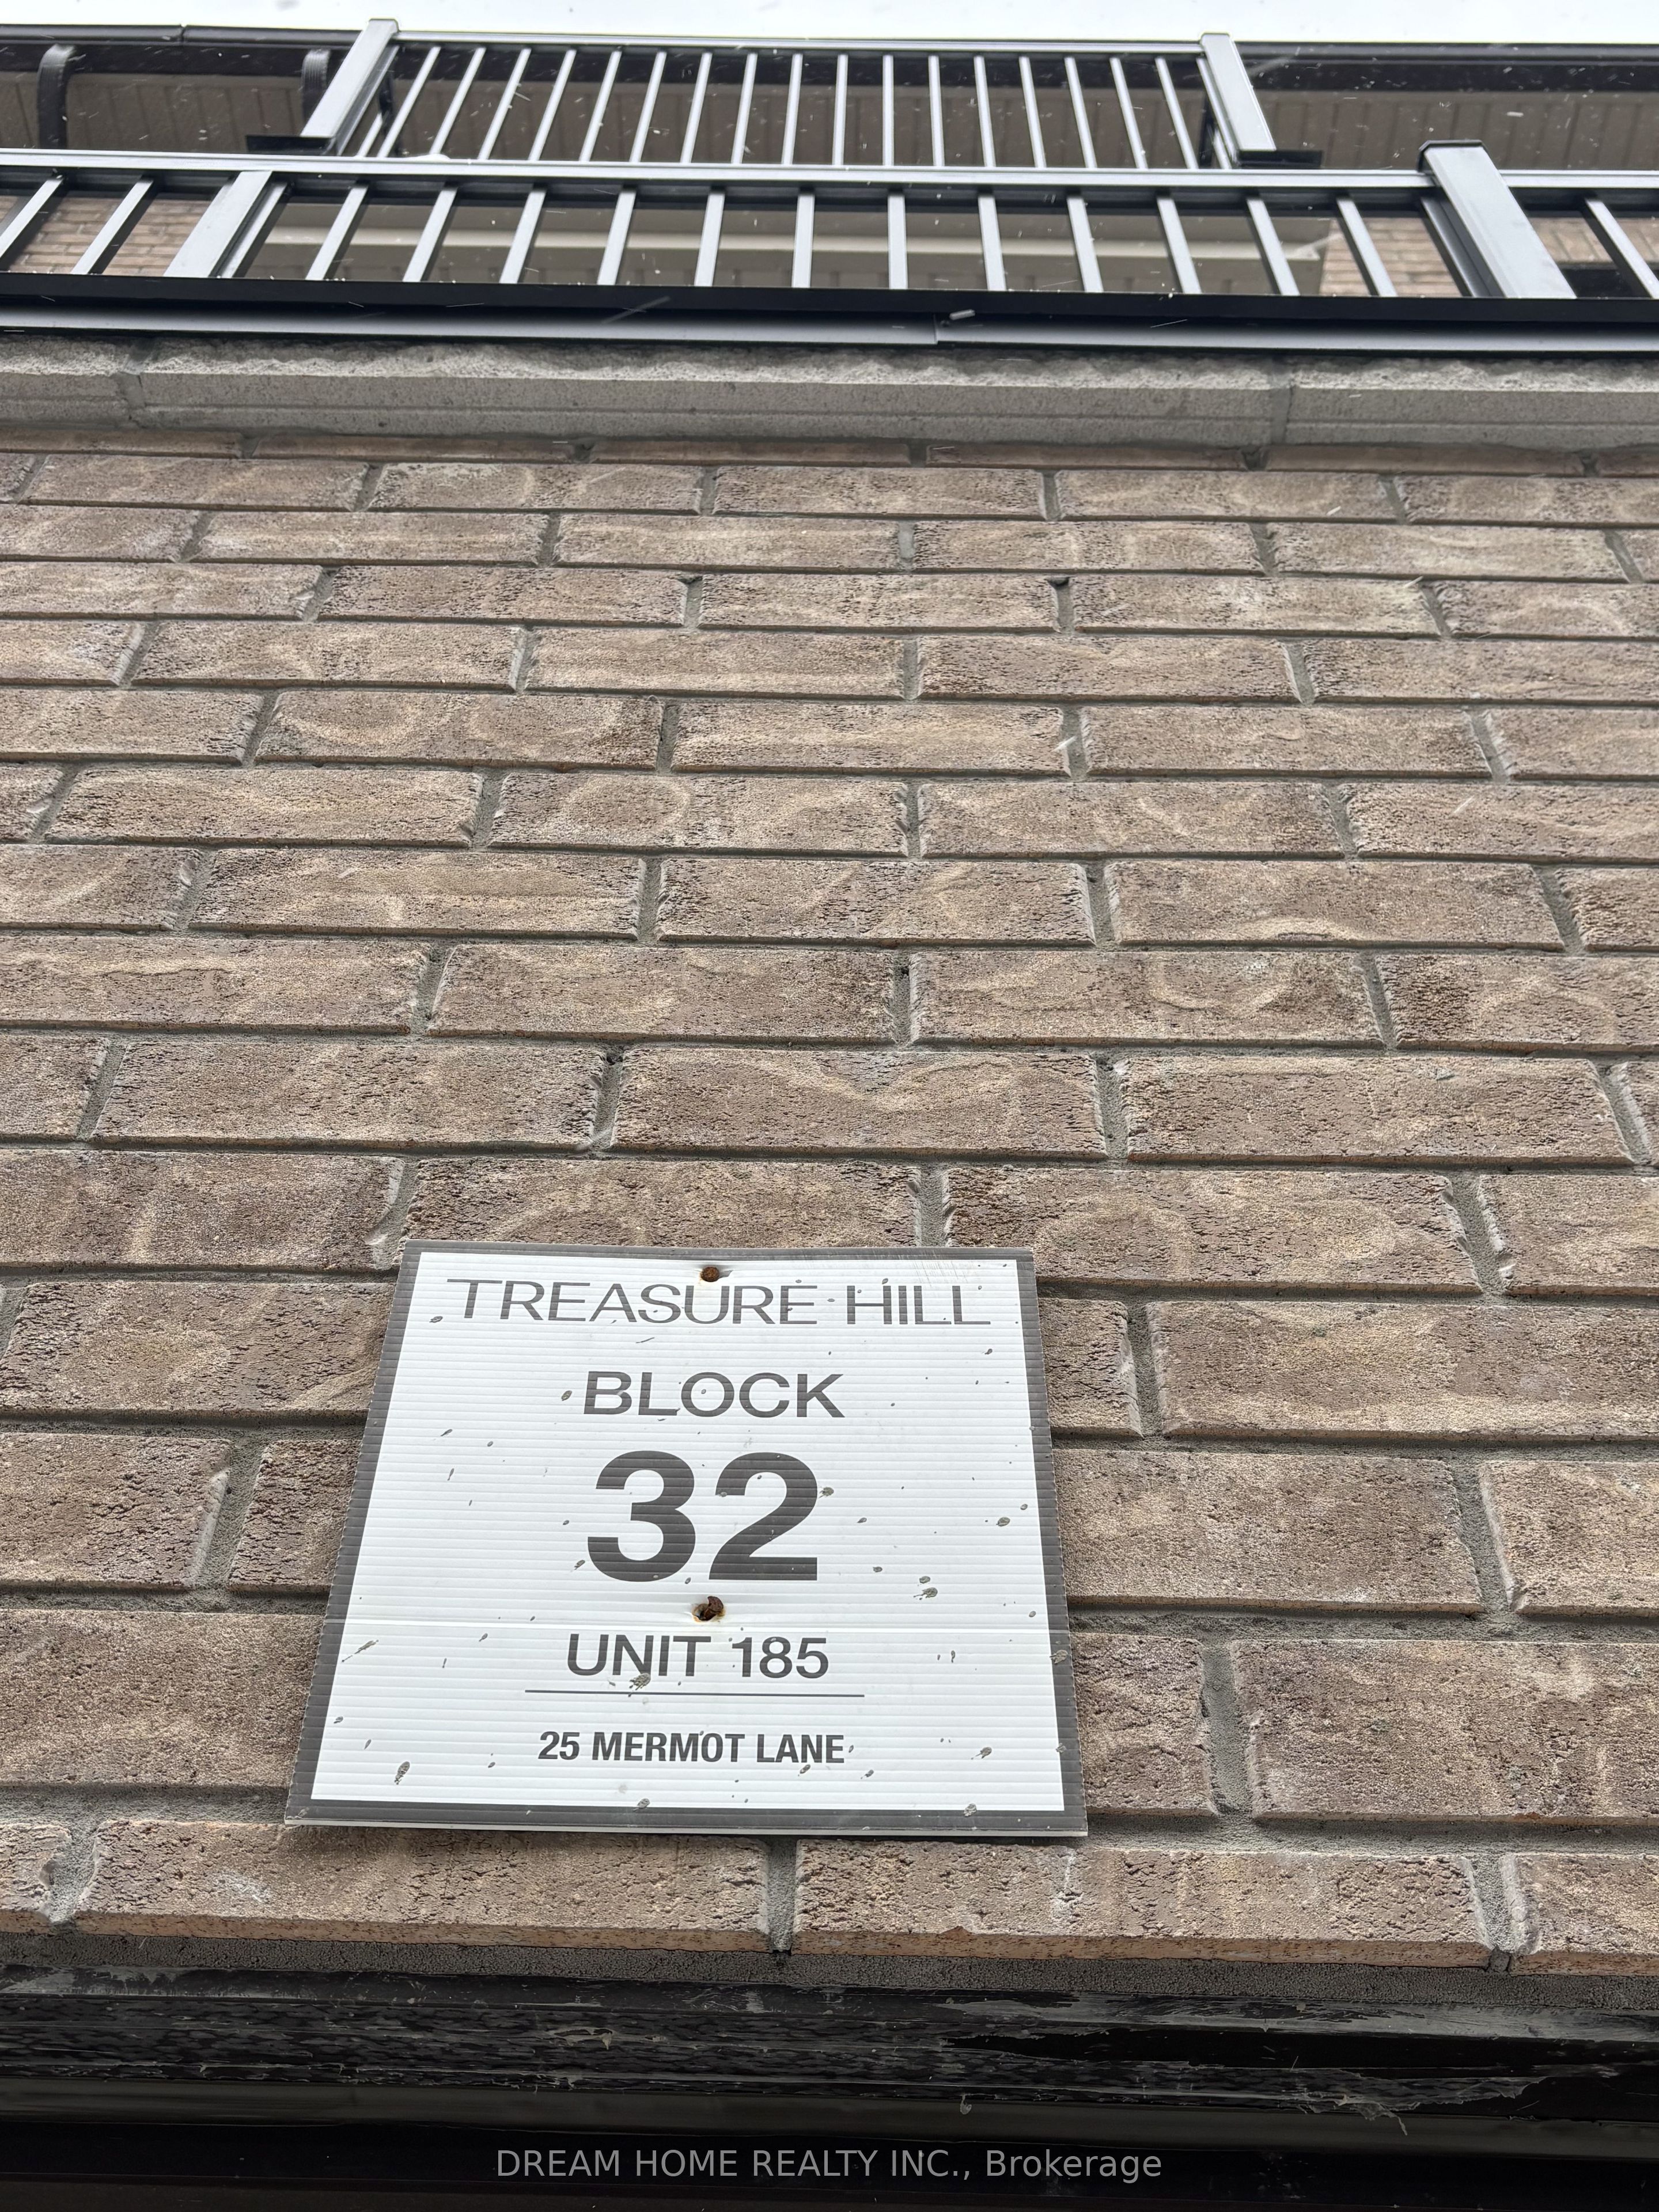 TREASURE HILL
BLOCK
32
UNIT 185
25 MERMOT LANE
DREAM HOME REALTY INC., Brokerage